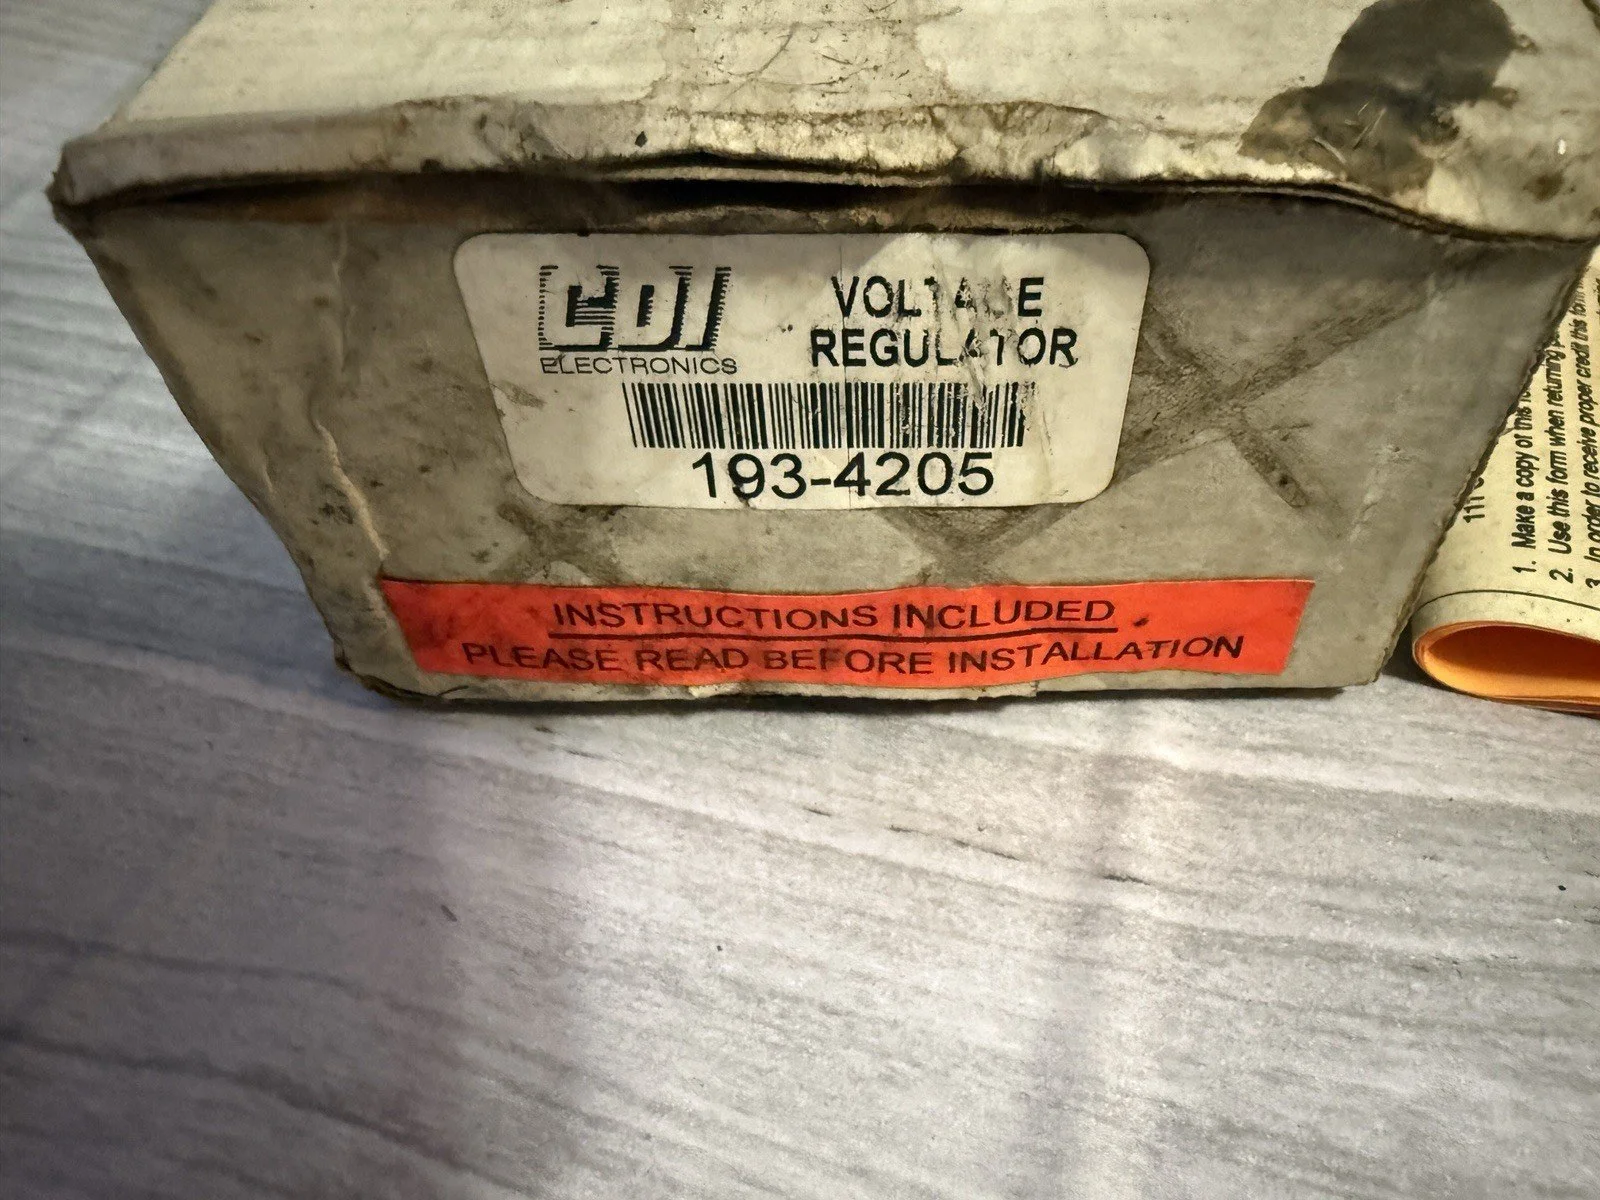 CDI
ELECTRONICS
VOLTAGE
REGULATOR
193-4205
INSTRUCTIONS INCLUDED
PLEASE READ BEFORE INSTALLATION
1. Make a copy of this
2. Use this form when returning
3. In order to receive proper credit this form